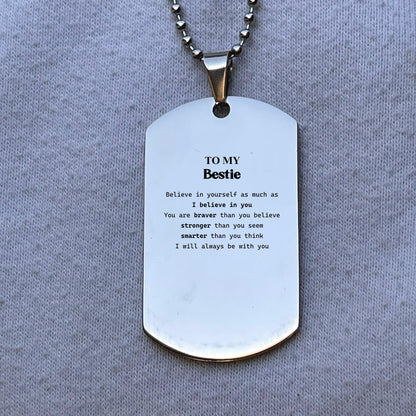 TO MY
Bestie
Believe in yourself as much as
I believe in you
You are braver than you believe
stronger than you seem
smarter than you think
I will always be with you